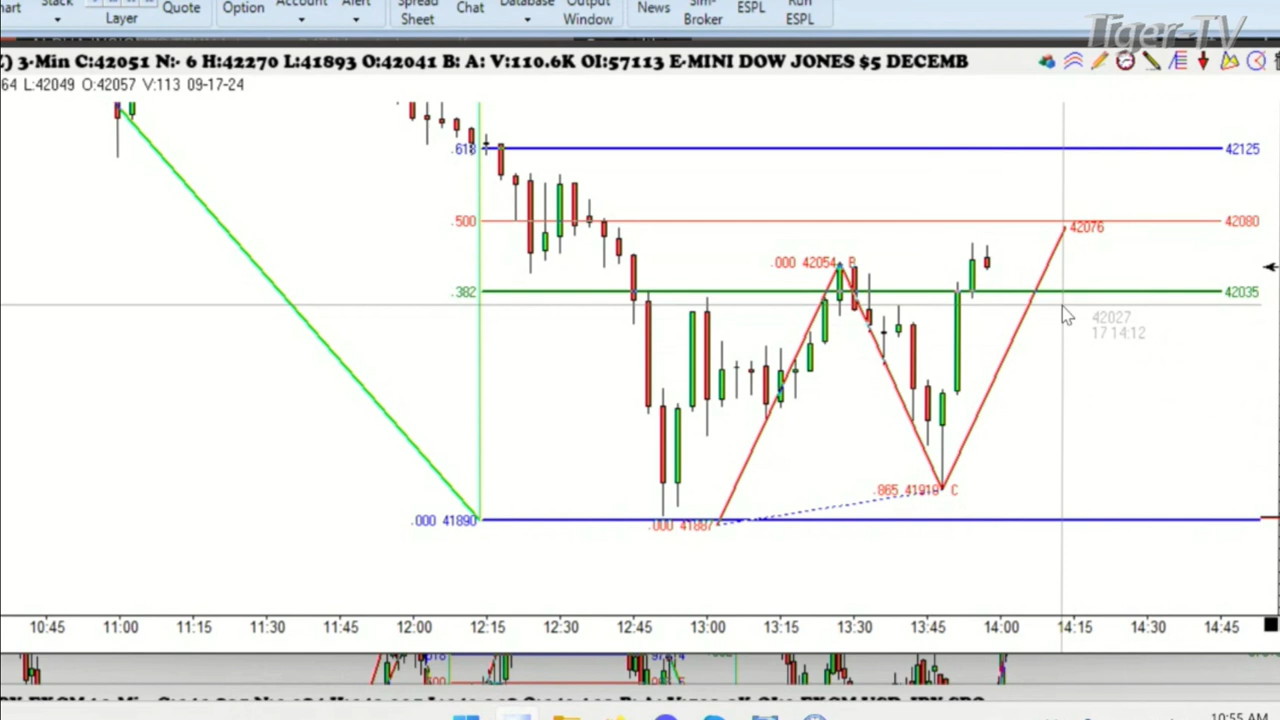 Stack
Layer
Quote
Option
Account
Alert
Spread
Sheet
Chat
Database
Output
Window
News
Sim-
Broker
ESPL
Run
ESPL
Tiger-TV
3-Min C:42051 N:- 6 H:42270 L:41893 O:42041 B: A: V:110.6K OI:57113 E-MINI DOW JONES $5 DECEMB
64 L:42049 O:42057 V:113 09-17-24
.618 42125
.500 42080
42076
.000 42054 B
.382 42035
42027
17 14:12
.865 41910 C
.000 41890
.000 41887
10:45 11:00 11:15 11:30 11:45 12:00 12:15 12:30 12:45 13:00 13:15 13:30 13:45 14:00 14:15 14:30 14:45
10:55 AM